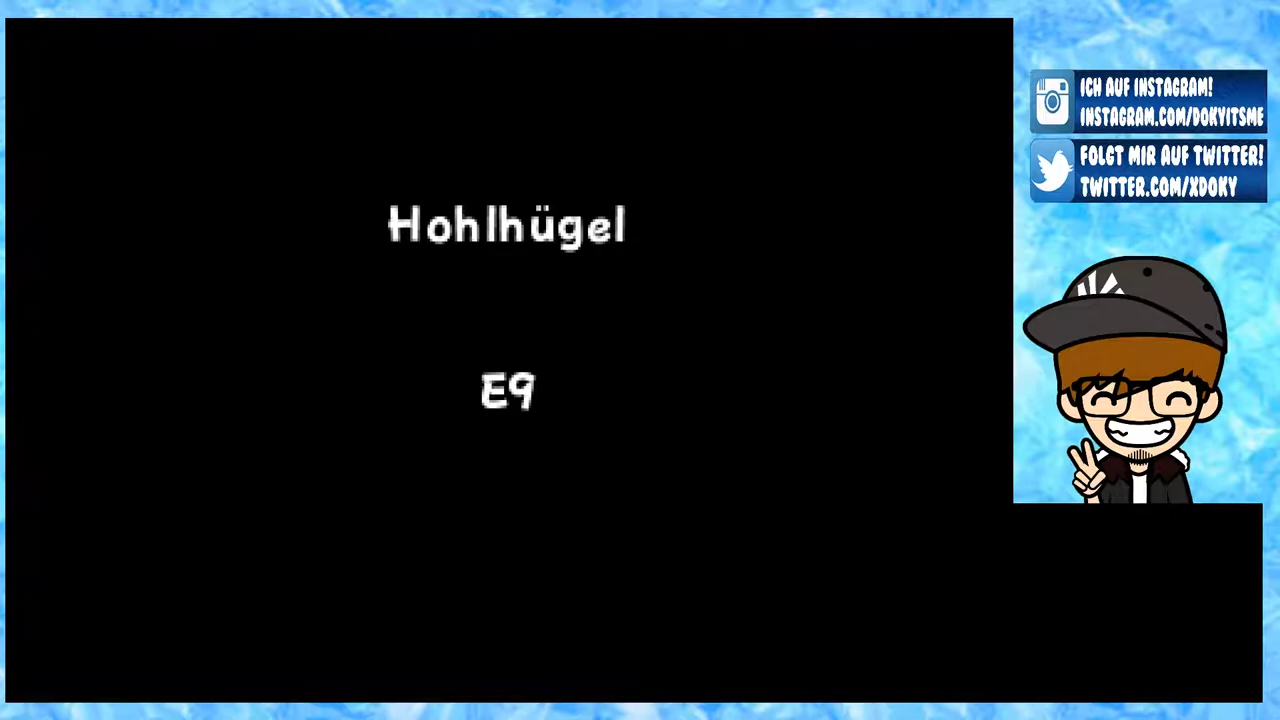 Hohlhügel
E9
ICH AUF INSTAGRAM!
INSTAGRAM.COM/DOKYITSME
FOLGT MIR AUF TWITTER!
TWITTER.COM/XDOKY